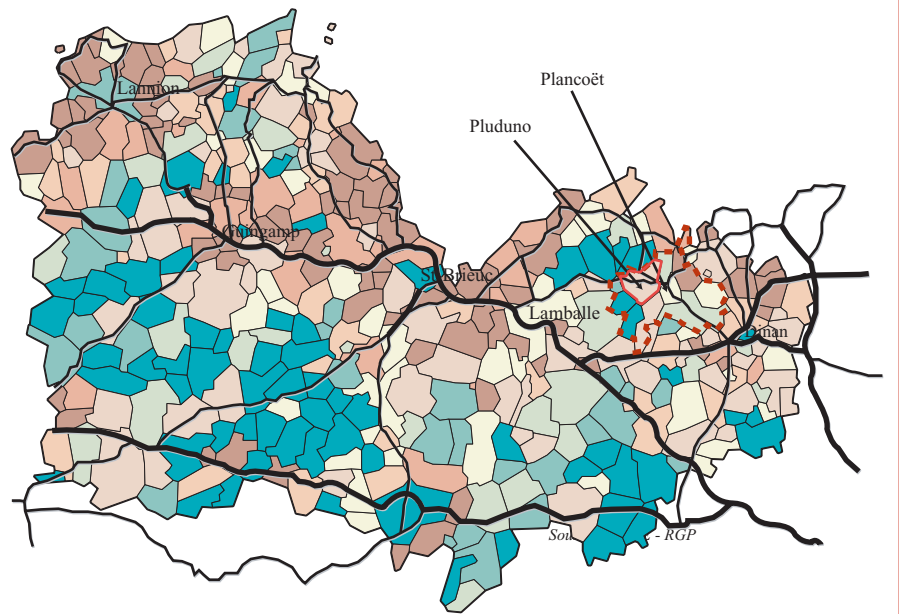 Plancoët
Pluduno
Lannion
Guingamp
St Brieuc
Lamballe
Dinan
- RGP